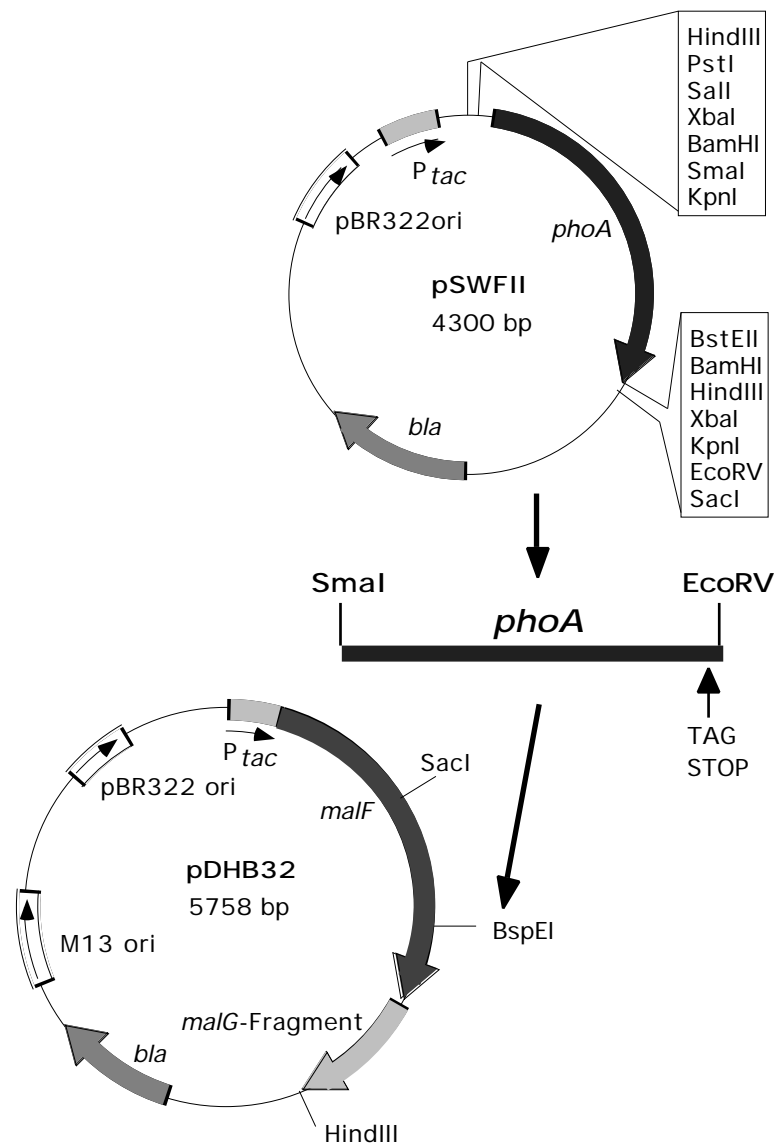 HindIII
PstI
SalI
XbaI
BamHI
SmaI
KpnI
P tac
pBR322ori
phoA
pSWFII
4300 bp
BstEII
BamHI
HindIII
XbaI
KpnI
EcoRV
SacI
bla
SmaI
EcoRV
phoA
TAG
STOP
P tac
pBR322 ori
SacI
malF
pDHB32
5758 bp
BspEI
M13 ori
malG-Fragment
bla
HindIII